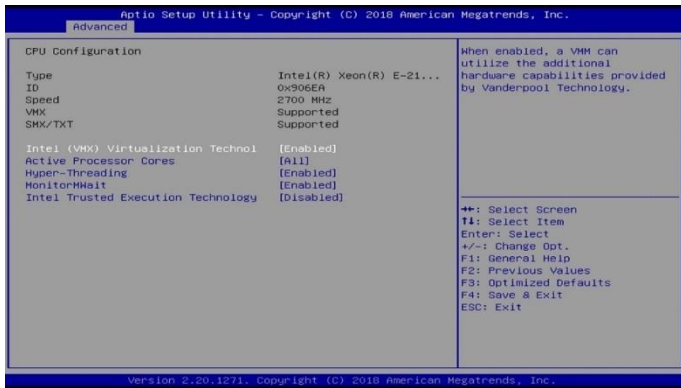 Aptio Setup Utility – Copyright (C) 2018 American Megatrends, Inc.
Advanced
CPU Configuration
Type Intel(R) Xeon(R) E-21...
ID 0x906EA
Speed 2700 MHz
VMX Supported
SMX/TXT Supported
Intel (VMX) Virtualization Technol [Enabled]
Active Processor Cores [All]
Hyper-Threading [Enabled]
MonitorMWait [Enabled]
Intel Trusted Execution Technology [Disabled]
When enabled, a VMM can
utilize the additional
hardware capabilities provided
by Vanderpool Technology.
↔: Select Screen
↑↓: Select Item
Enter: Select
+/-: Change Opt.
F1: General Help
F2: Previous Values
F3: Optimized Defaults
F4: Save & Exit
ESC: Exit
Version 2.20.1271. Copyright (C) 2018 American Megatrends, Inc.